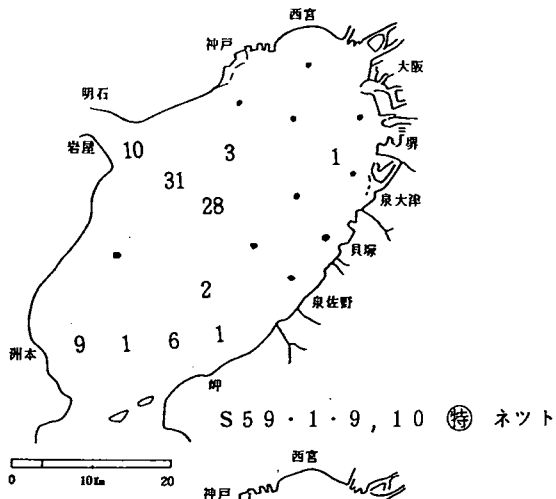 西宮
神戸
大阪
明石
岩屋
堺
10
3
1
31
28
泉大津
貝塚
2
泉佐野
洲本
9 1 6 1
岬
S59・1・9,10 ㊕ ネツト
0 10Km 20
西宮
神戸